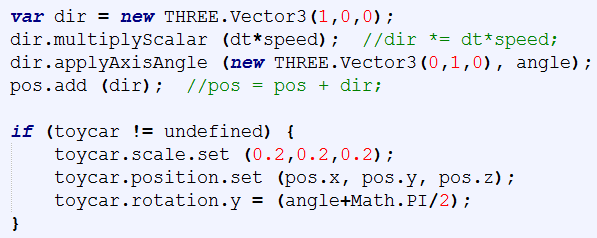 var dir = new THREE.Vector3(1,0,0);
dir.multiplyScalar (dt*speed);  //dir *= dt*speed;
dir.applyAxisAngle (new THREE.Vector3(0,1,0), angle);
pos.add (dir);  //pos = pos + dir;

if (toycar != undefined) {
    toycar.scale.set (0.2,0.2,0.2);
    toycar.position.set (pos.x, pos.y, pos.z);
    toycar.rotation.y = (angle+Math.PI/2);
}